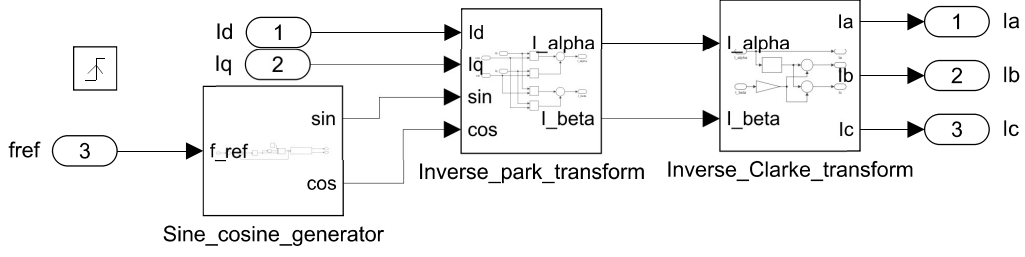 Id
1
Iq
2
fref
3
f_ref
sin
cos
Sine_cosine_generator
Id
Iq
sin
cos
I_alpha
I_beta
Inverse_park_transform
I_alpha
I_beta
Ia
Ib
Ic
Inverse_Clarke_transform
1
Ia
2
Ib
3
Ic